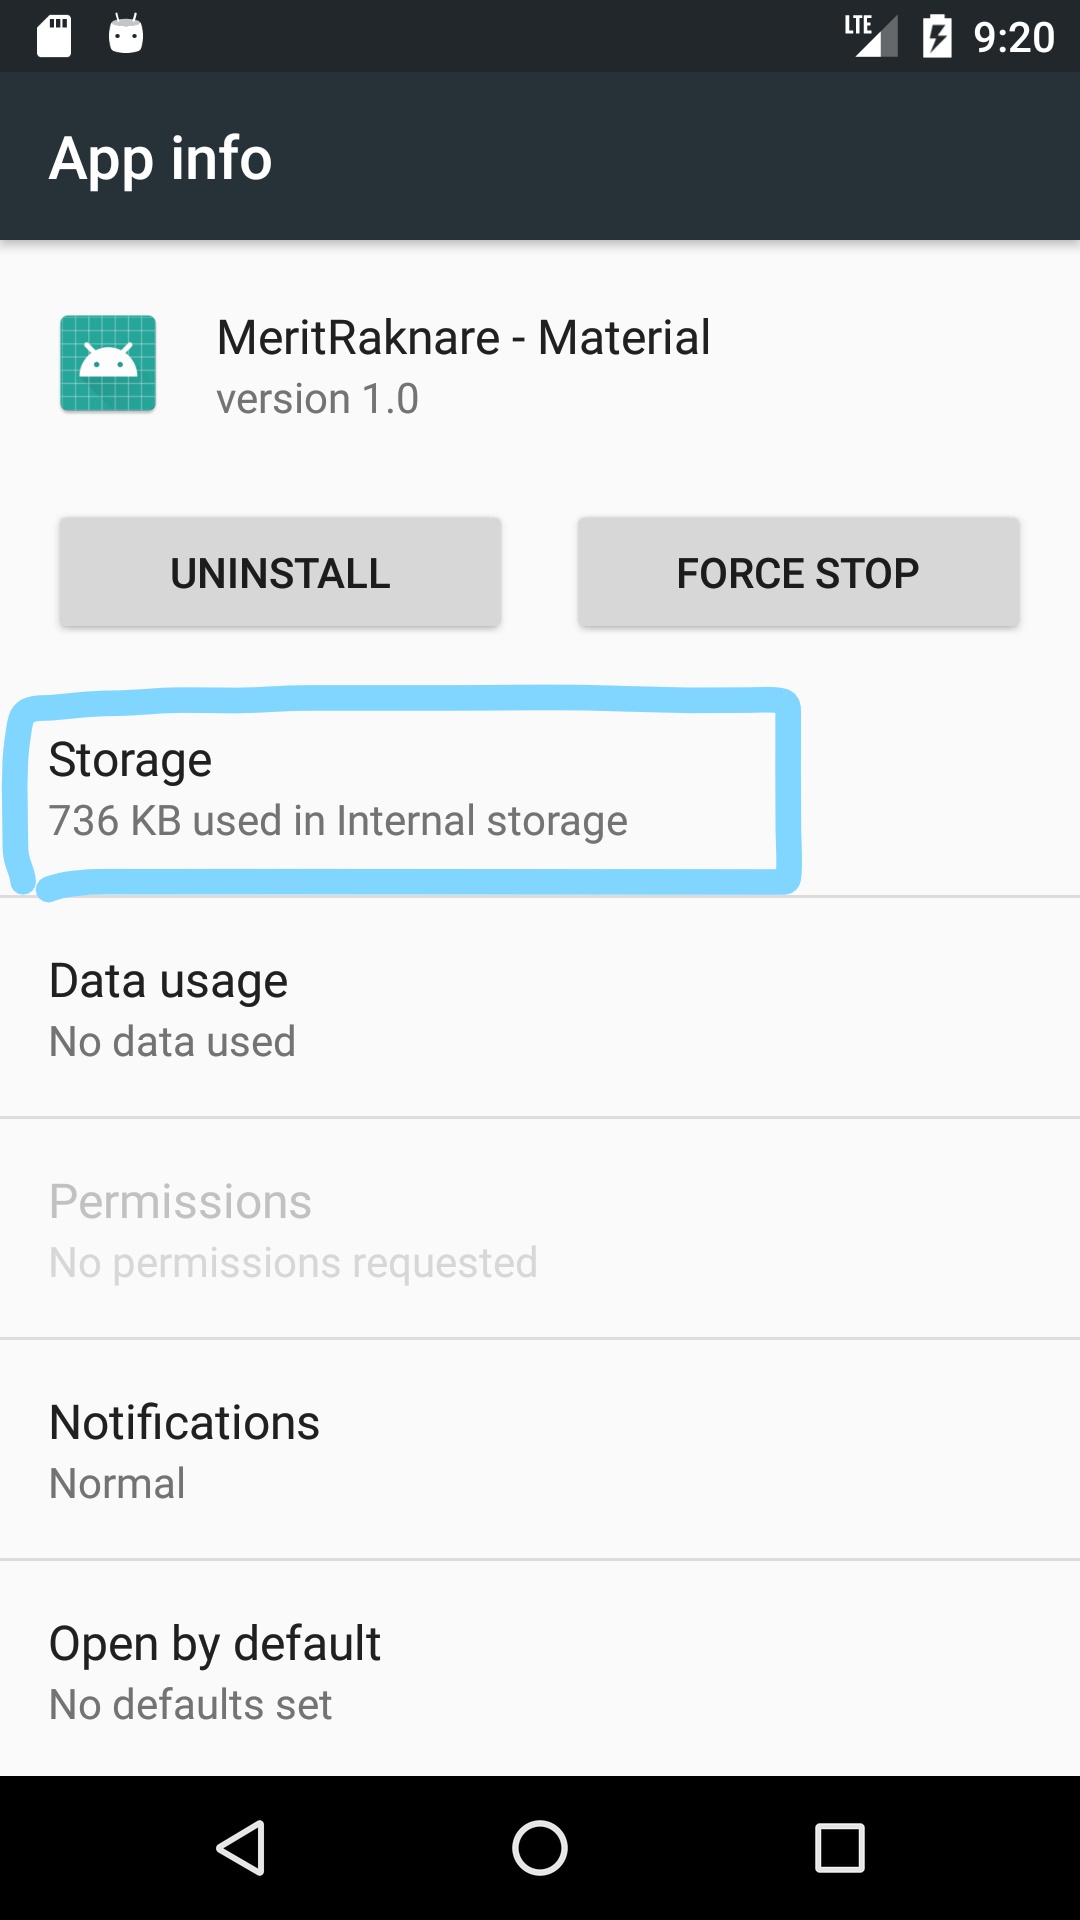 LTE 9:20
App info
MeritRaknare - Material
version 1.0
UNINSTALL FORCE STOP
Storage
736 KB used in Internal storage
Data usage
No data used
Permissions
No permissions requested
Notifications
Normal
Open by default
No defaults set